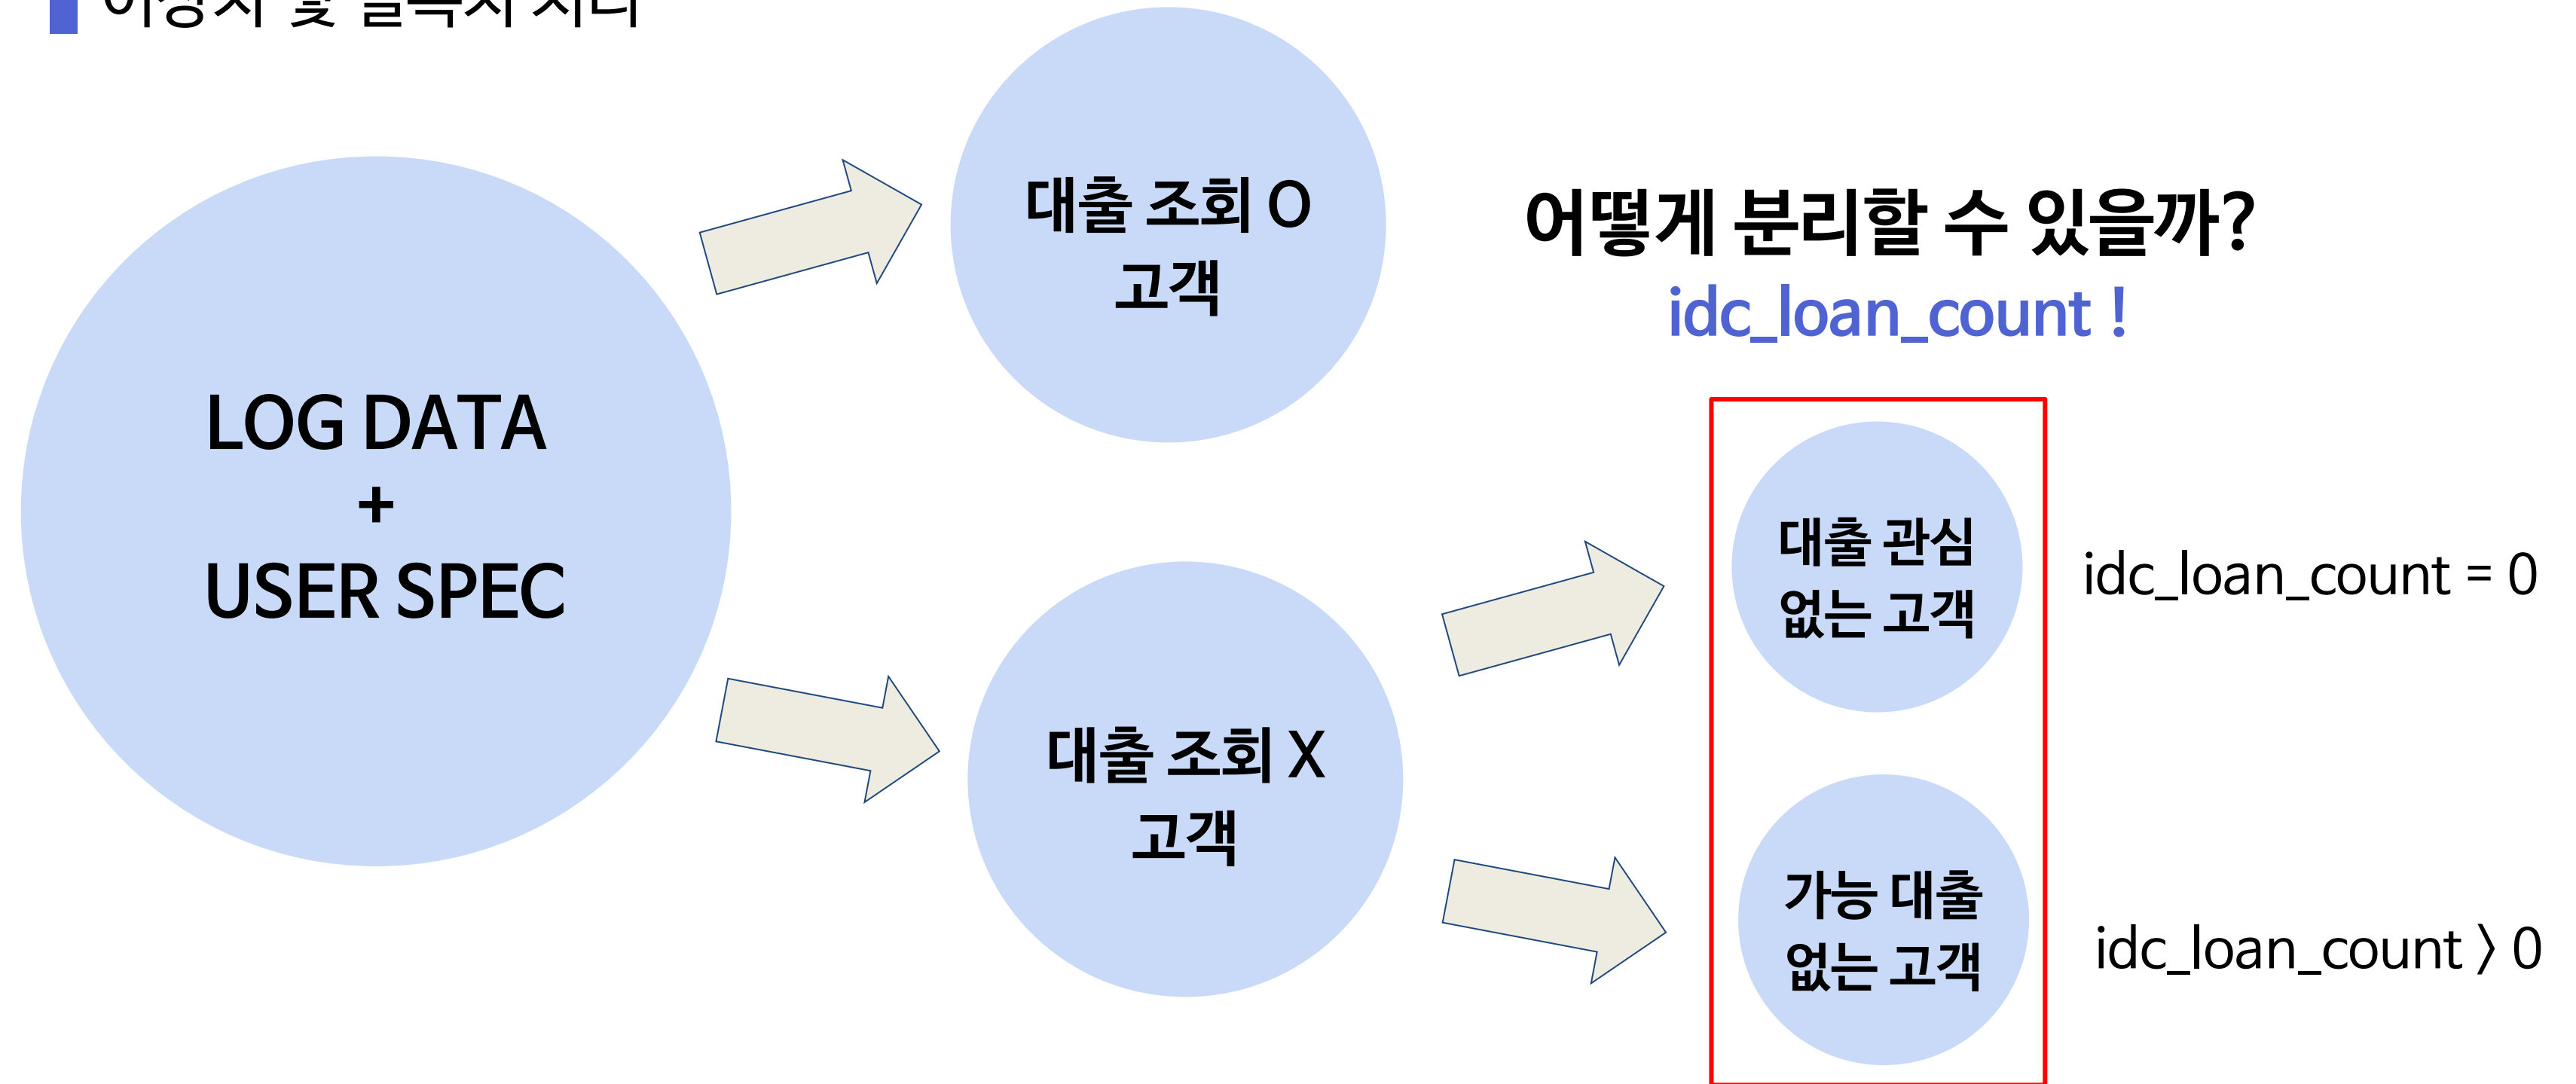 LOG DATA
+
USER SPEC
대출 조회 O
고객
대출 조회 X
고객
어떻게 분리할 수 있을까?
idc_loan_count !
대출 관심
없는 고객
idc_loan_count = 0
가능 대출
없는 고객
idc_loan_count > 0